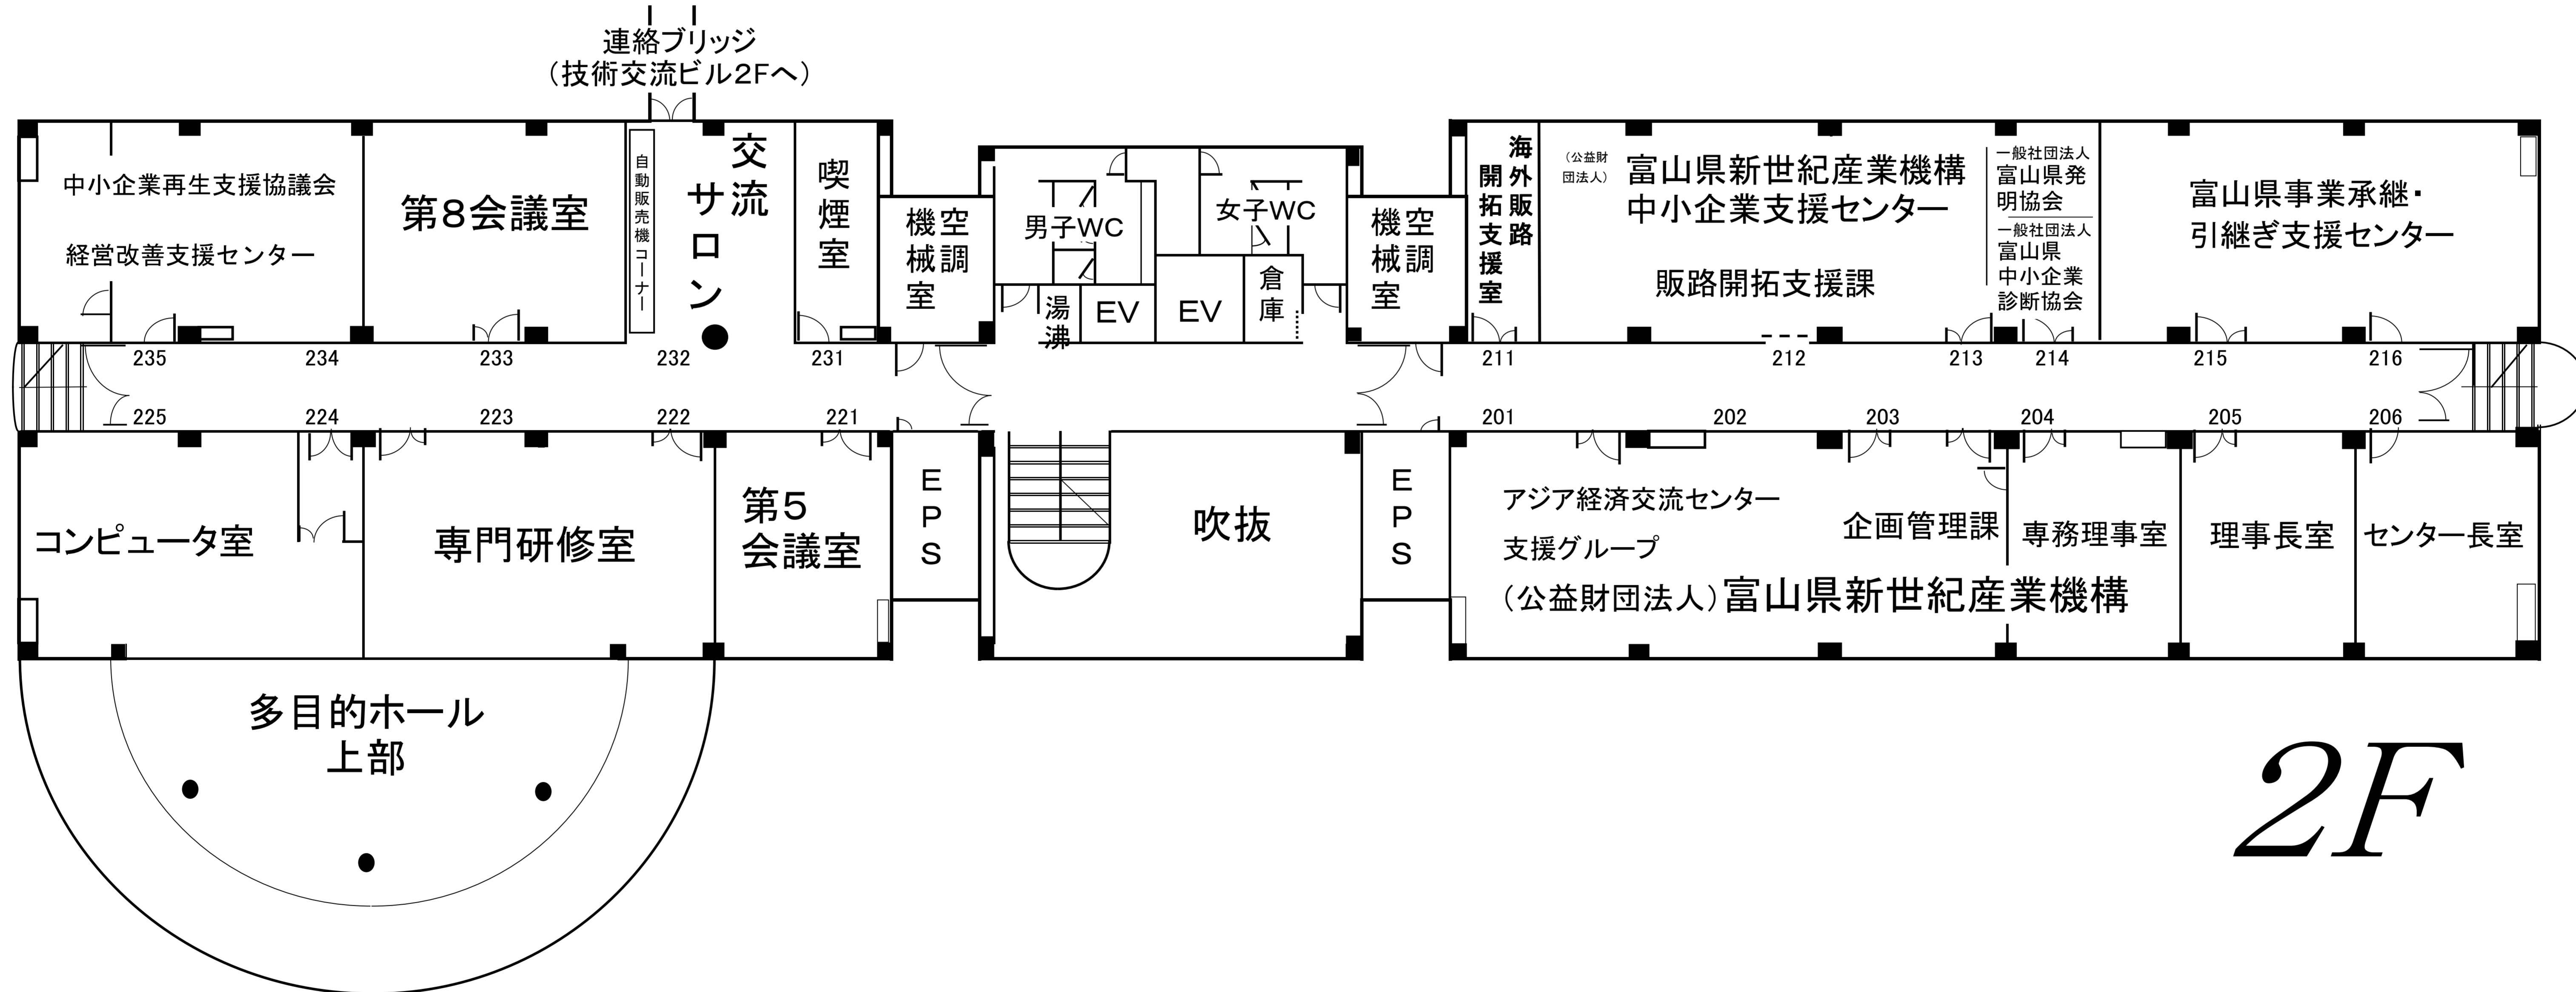 連絡ブリッジ
（技術交流ビル2Fへ）
中小企業再生支援協議会
経営改善支援センター
第8会議室
自動販売機コーナー
交流
サロン
喫煙室
空調
機械室
男子WC
女子WC
湯沸
EV
EV
倉庫
空調
機械室
海外販路
開拓支援室
（公益財
団法人）
富山県新世紀産業機構
中小企業支援センター
販路開拓支援課
一般社団法人
富山県発
明協会
一般社団法人
富山県
中小企業
診断協会
富山県事業承継・
引継ぎ支援センター
235
234
233
232
231
211
212
213
214
215
216
225
224
223
222
221
201
202
203
204
205
206
コンピュータ室
専門研修室
第5
会議室
EPS
吹抜
EPS
アジア経済交流センター
支援グループ
企画管理課
（公益財団法人）富山県新世紀産業機構
専務理事室
理事長室
センター長室
多目的ホール
上部
2F